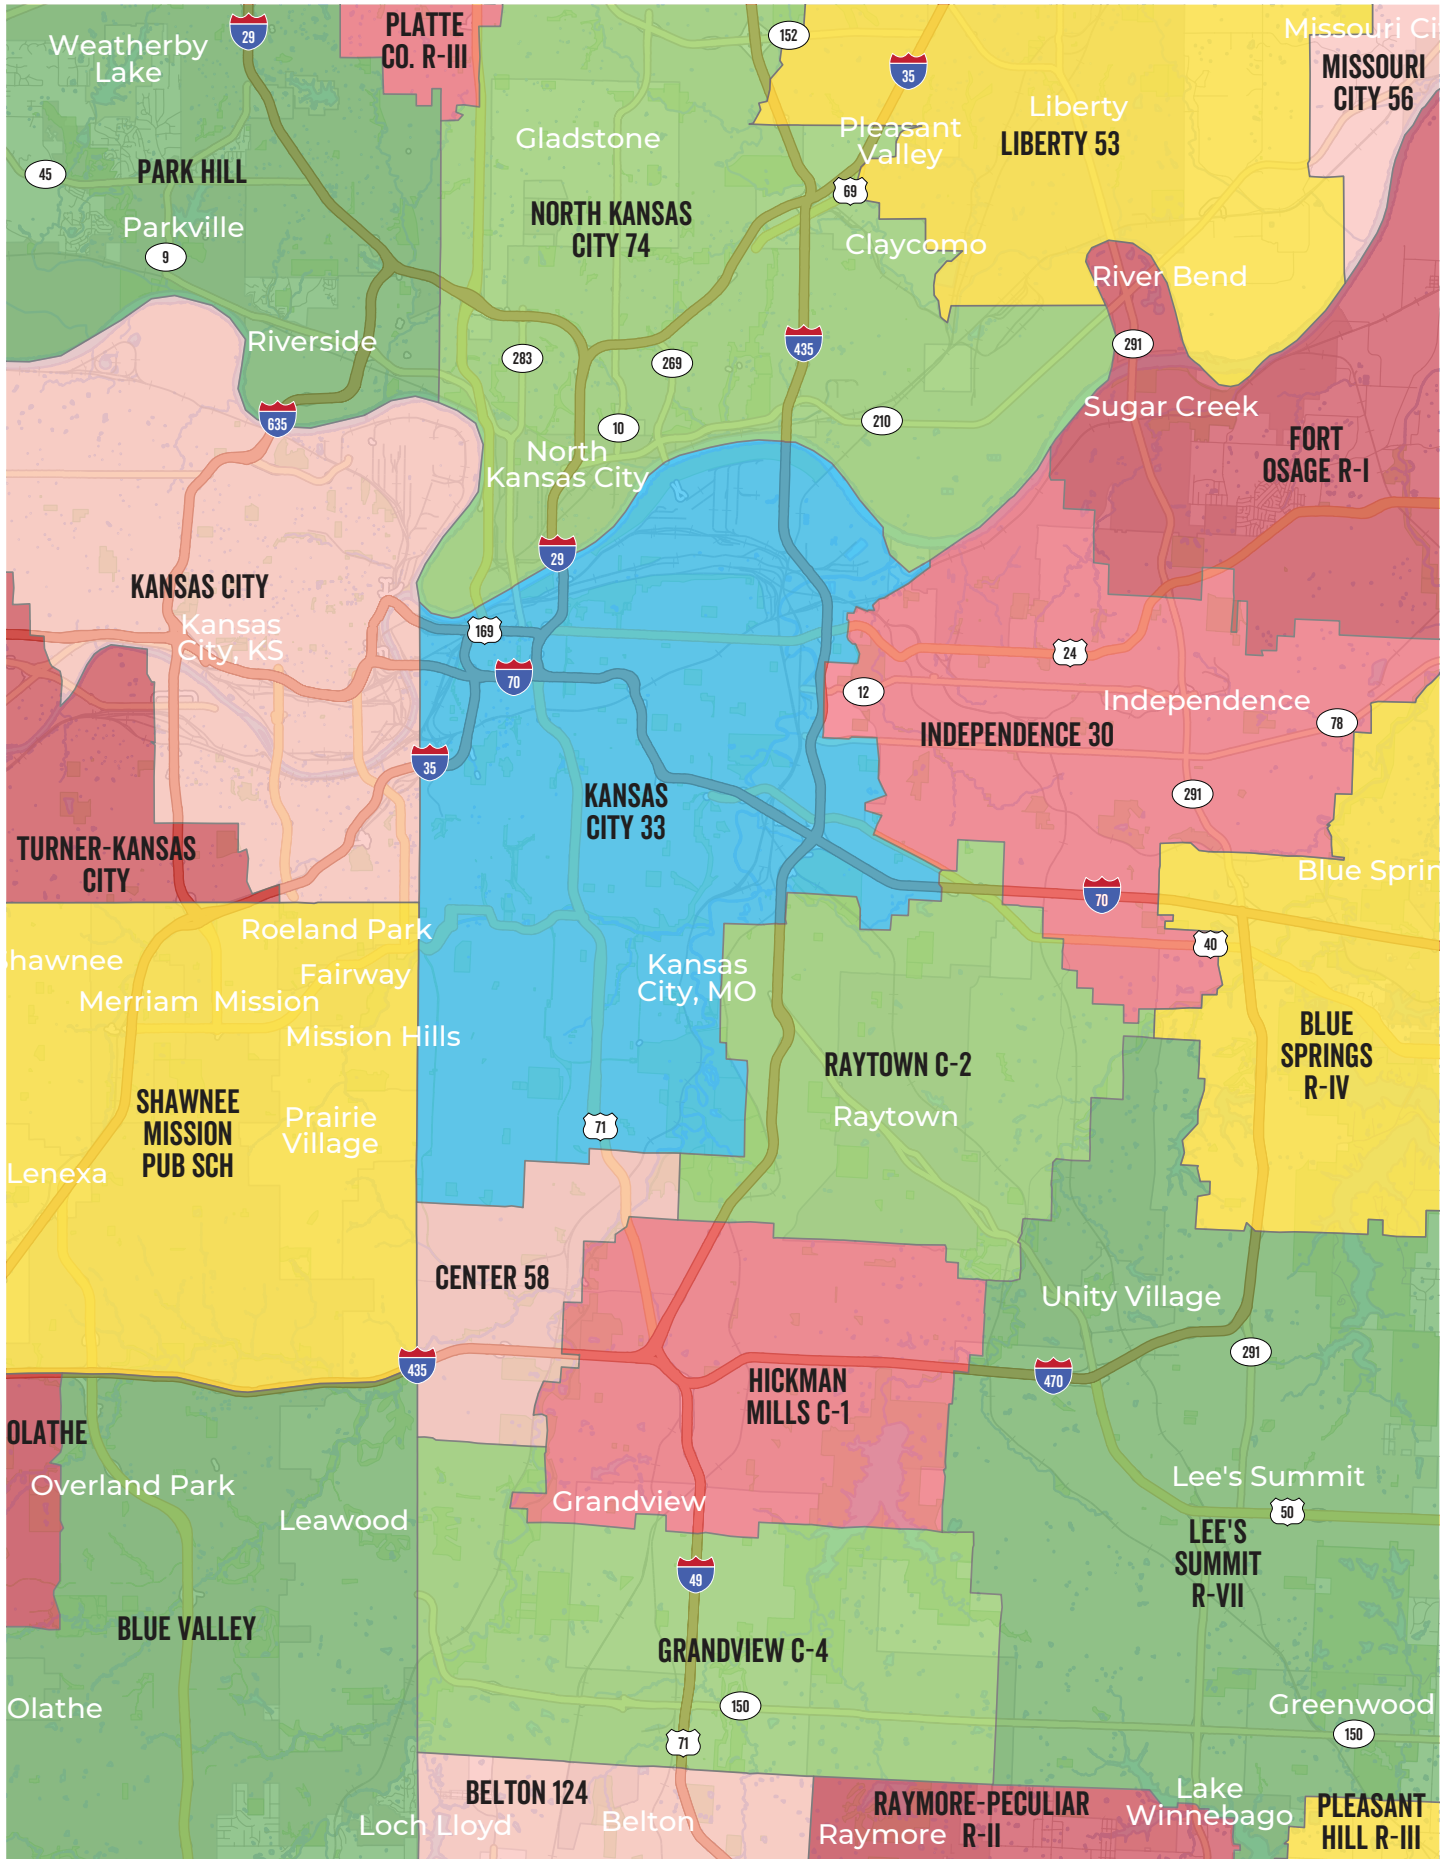 29
PLATTE
CO. R-III
152
Missouri Ci
Weatherby
Lake
35
MISSOURI
CITY 56
Liberty
Gladstone
Pleasant
Valley
LIBERTY 53
45
PARK HILL
69
Parkville
NORTH KANSAS
CITY 74
9
Claycomo
River Bend
Riverside
283
269
435
291
635
10
210
Sugar Creek
North
Kansas City
FORT
OSAGE R-I
29
KANSAS CITY
Kansas
City, KS
169
24
70
12
Independence
78
INDEPENDENCE 30
35
291
KANSAS
CITY 33
TURNER-KANSAS
CITY
Blue Sprin
70
Roeland Park
40
Shawnee
Fairway
Kansas
City, MO
Merriam
Mission
Mission Hills
BLUE
SPRINGS
R-IV
RAYTOWN C-2
SHAWNEE
MISSION
PUB SCH
Prairie
Village
71
Raytown
Lenexa
CENTER 58
Unity Village
435
291
470
HICKMAN
MILLS C-1
OLATHE
Overland Park
Lee's Summit
Leawood
Grandview
50
LEE'S
SUMMIT
R-VII
49
BLUE VALLEY
GRANDVIEW C-4
Olathe
150
Greenwood
71
150
BELTON 124
Lake
Winnebago
Loch Lloyd
Belton
RAYMORE-PECULIAR
R-II
Raymore
PLEASANT
HILL R-III